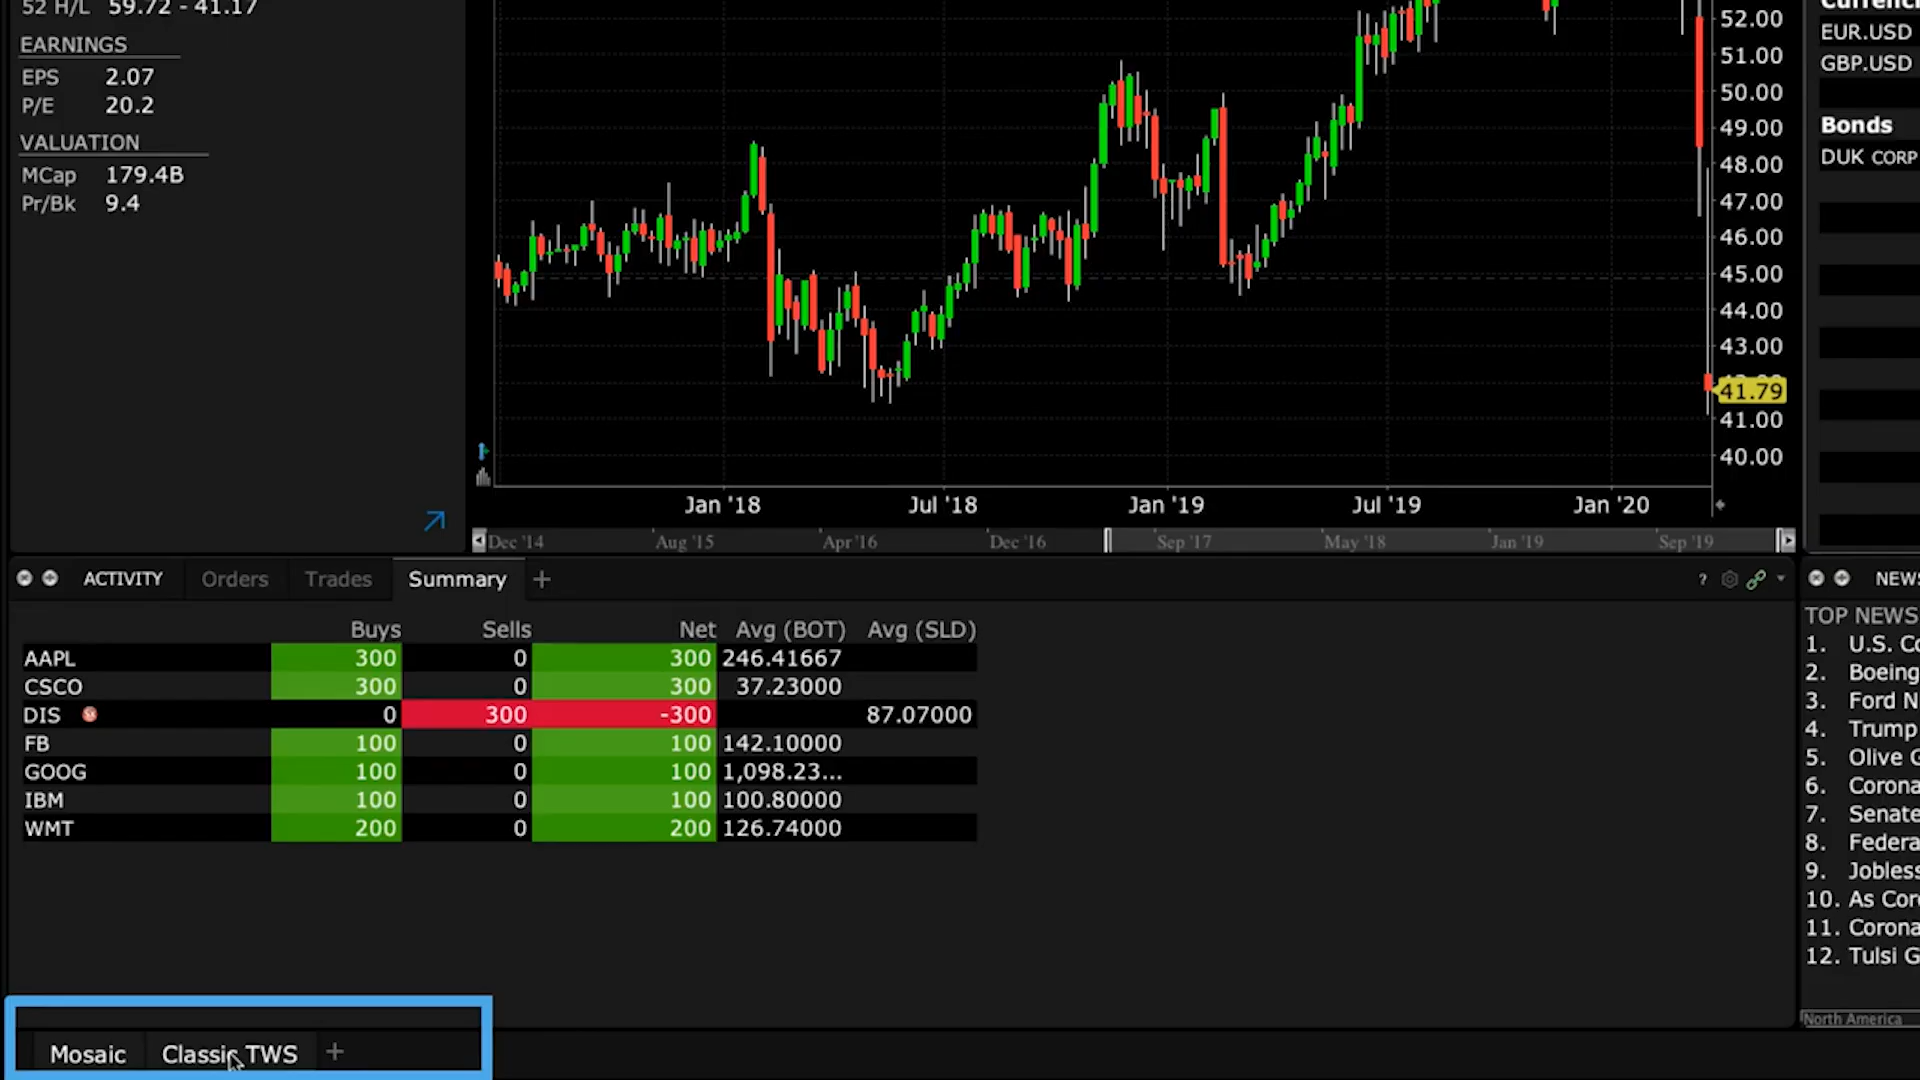 52 H/L 59.72 - 41.17
EARNINGS
EPS 2.07
P/E 20.2
VALUATION
MCap 179.4B
Pr/Bk 9.4
52.00
51.00
50.00
49.00
48.00
47.00
46.00
45.00
44.00
43.00
41.79
41.00
40.00
Jan '18 Jul '18 Jan '19 Jul '19 Jan '20
Dec '14 Aug '15 Apr '16 Dec '16 Sep '17 May '18 Jan '19 Sep '19
EUR.USD
GBP.USD
Bonds
DUK CORP
ACTIVITY Orders Trades Summary +
?
Buys Sells Net Avg (BOT) Avg (SLD)
AAPL 300 0 300 246.41667
CSCO 300 0 300 37.23000
DIS 0 300 -300 87.07000
FB 100 0 100 142.10000
GOOG 100 0 100 1,098.23...
IBM 100 0 100 100.80000
WMT 200 0 200 126.74000
NEWS
TOP NEWS
1. U.S. Co
2. Boeing
3. Ford N
4. Trump
5. Olive G
6. Corona
7. Senate
8. Federa
9. Jobless
10. As Coro
11. Corona
12. Tulsi G
North America
Mosaic Classic TWS +